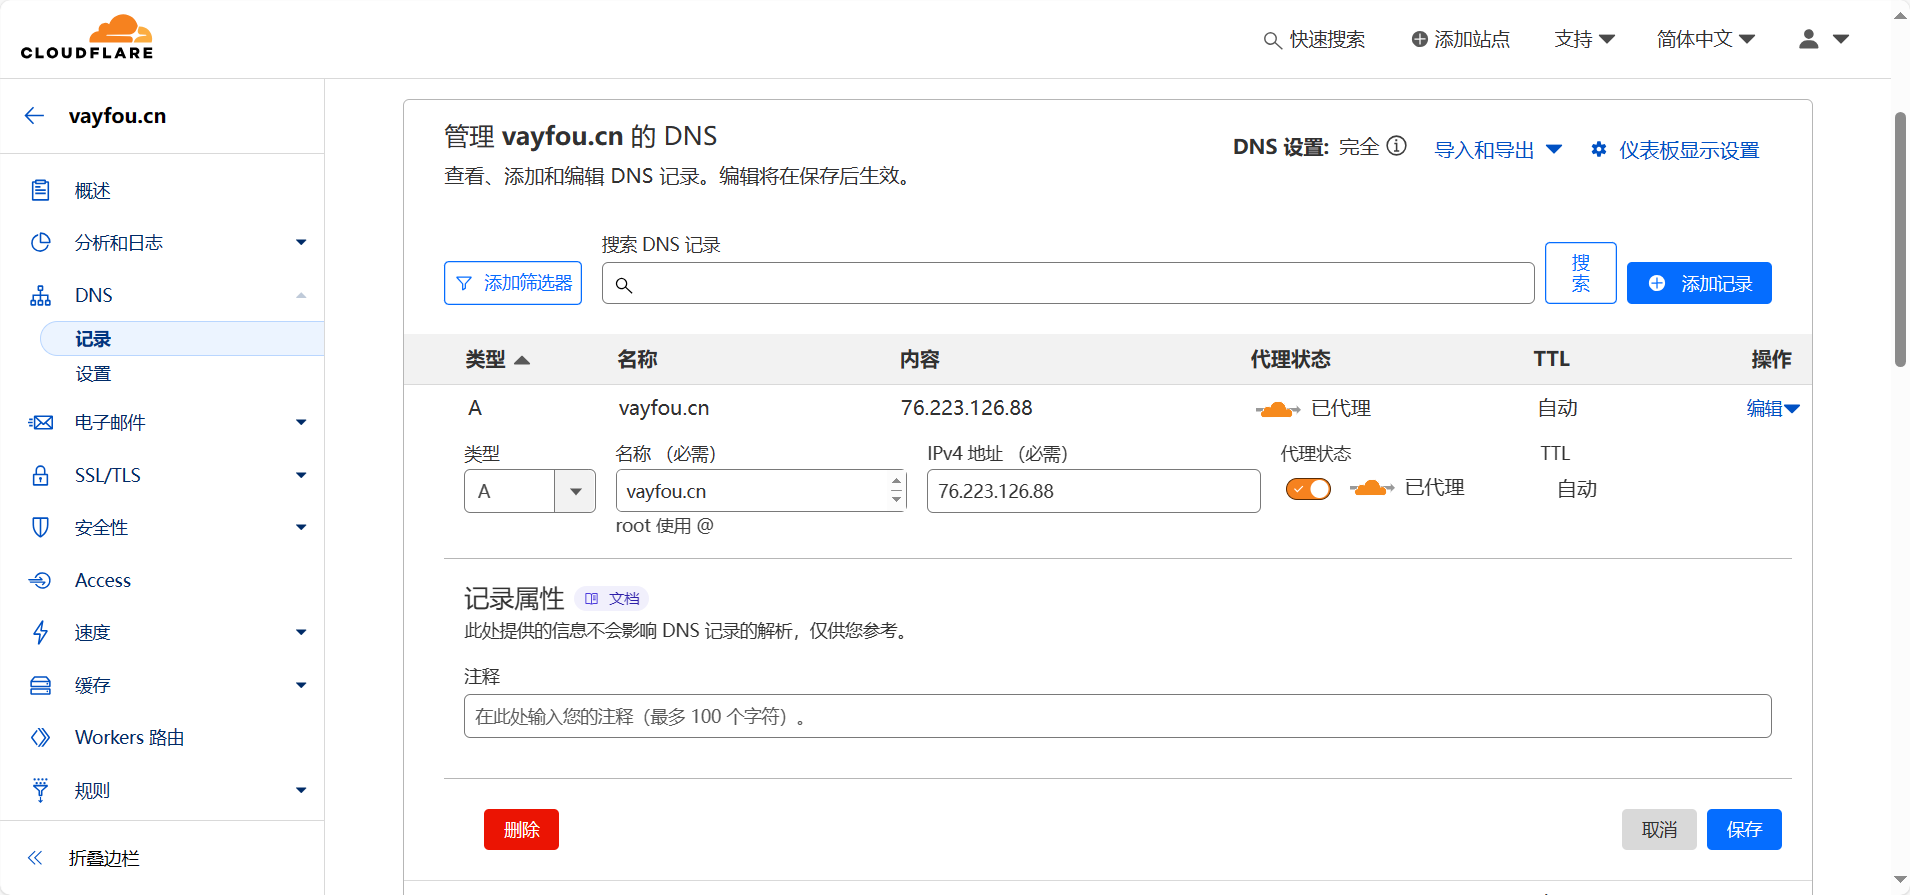 CLOUDFLARE
快速搜索
添加站点
支持
简体中文
vayfou.cn
概述
分析和日志
DNS
记录
设置
电子邮件
SSL/TLS
安全性
Access
速度
缓存
Workers 路由
规则
折叠边栏
管理 vayfou.cn 的 DNS
查看、添加和编辑 DNS 记录。编辑将在保存后生效。
DNS 设置: 完全
导入和导出
仪表板显示设置
添加筛选器
搜索 DNS 记录
搜
索
添加记录
类型 名称 内容 代理状态 TTL 操作
A vayfou.cn 76.223.126.88 已代理 自动 编辑
类型 名称 （必需） IPv4 地址 （必需） 代理状态 TTL
A vayfou.cn 76.223.126.88 已代理 自动
root 使用 @
记录属性 文档
此处提供的信息不会影响 DNS 记录的解析，仅供您参考。
注释
在此处输入您的注释（最多 100 个字符）。
删除 取消 保存